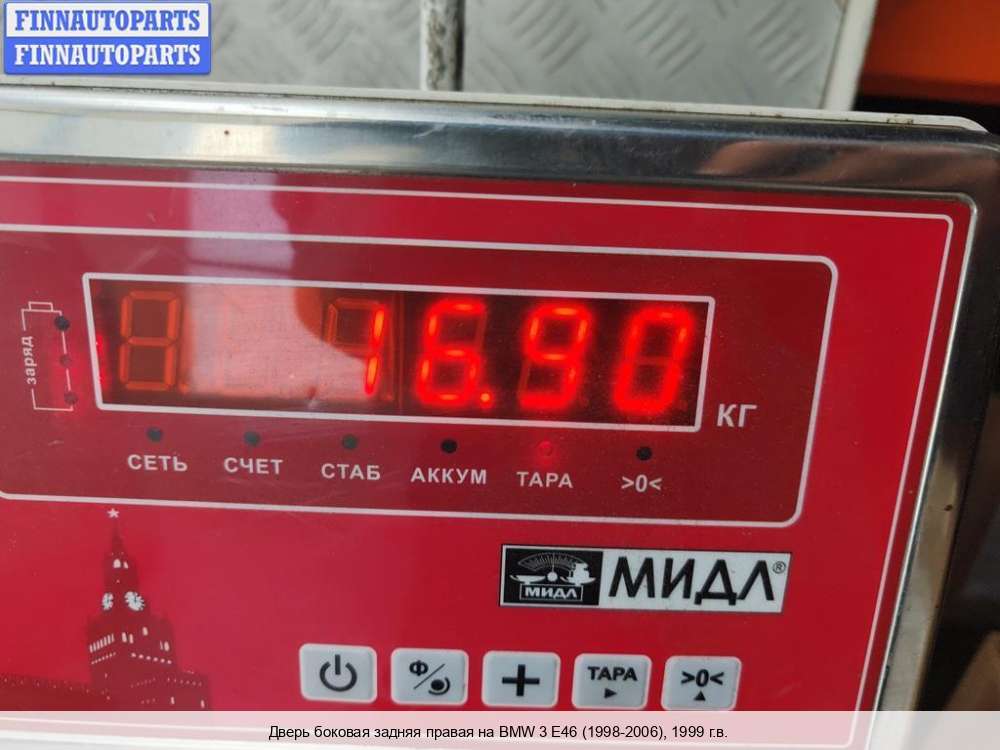 FINNAUTOPARTS
FINNAUTOPARTS
заряд
16.90
КГ
СЕТЬ СЧЕТ СТАБ АККУМ ТАРА >0<
МИДЛ МИДЛ®
Ф ТАРА >0<
Дверь боковая задняя правая на BMW 3 E46 (1998-2006), 1999 г.в.